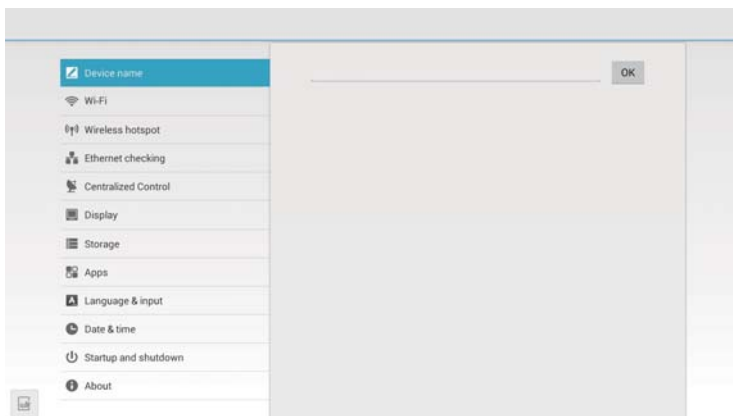 Device name
OK
Wi-Fi
Wireless hotspot
Ethernet checking
Centralized Control
Display
Storage
Apps
Language & input
Date & time
Startup and shutdown
About